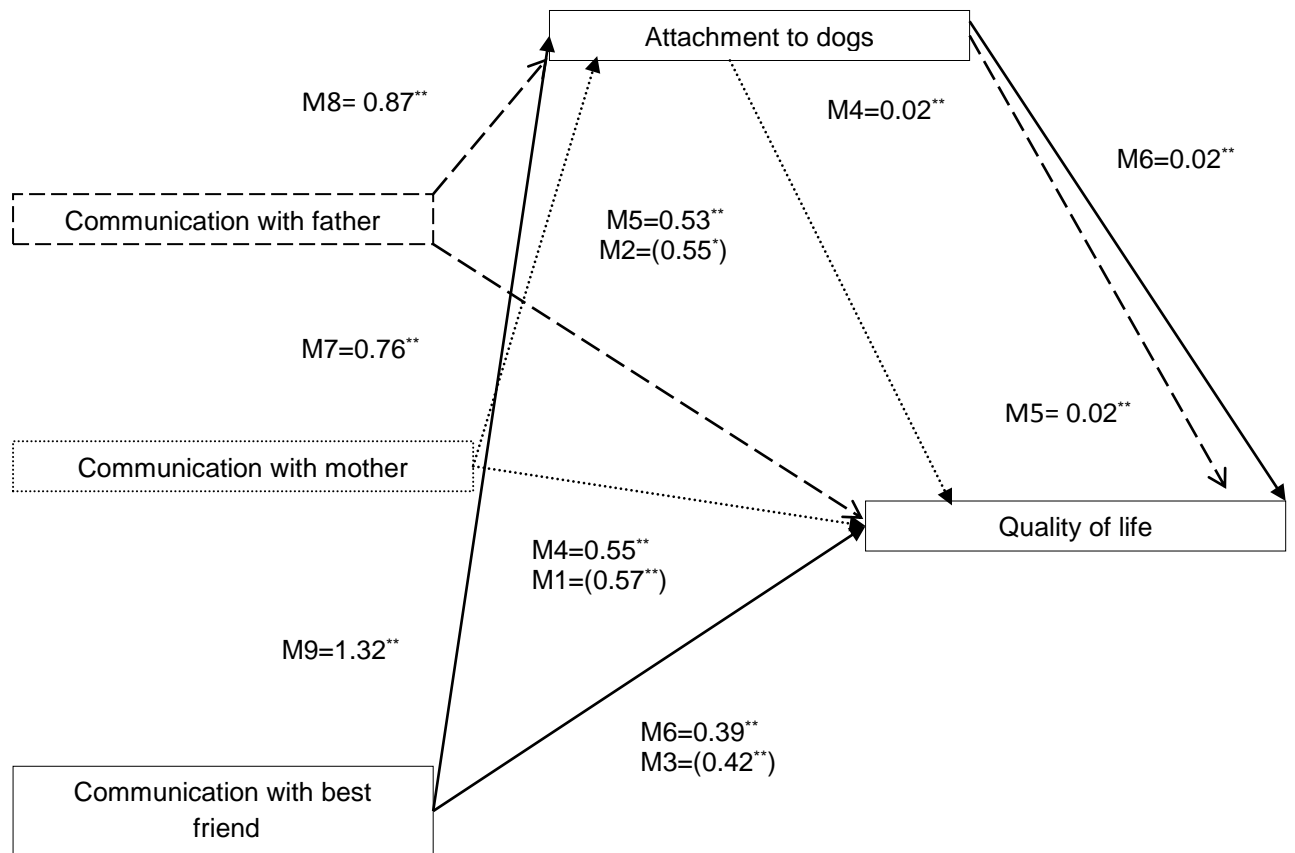 Attachment to dogs
M8= 0.87**
M4=0.02**
M6=0.02**
Communication with father
M5=0.53**
M2=(0.55*)
M7=0.76**
M5= 0.02**
Communication with mother
Quality of life
M4=0.55**
M1=(0.57**)
M9=1.32**
M6=0.39**
M3=(0.42**)
Communication with best
friend